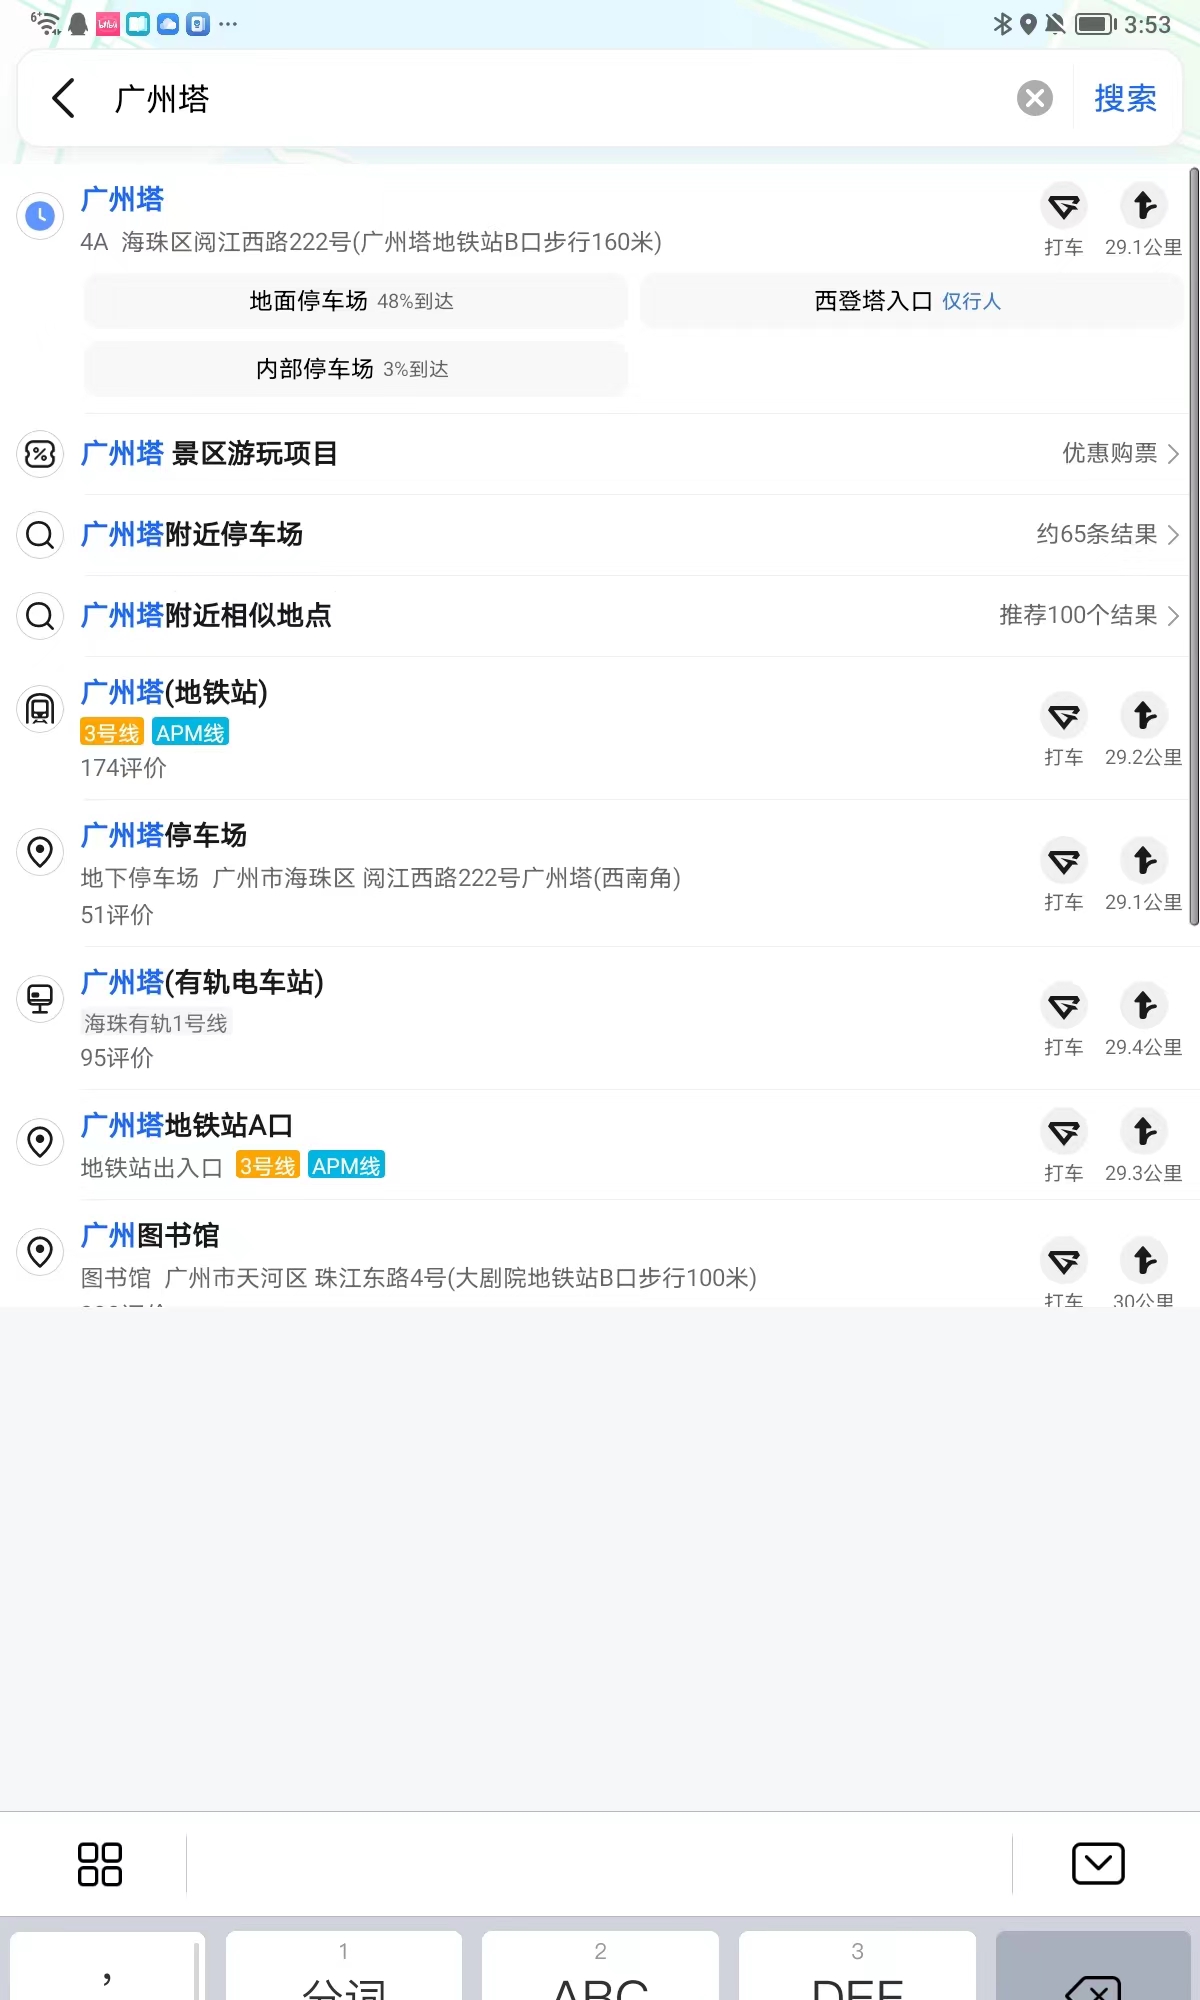 3:53
广州塔
搜索
广州塔
4A 海珠区阅江西路222号(广州塔地铁站B口步行160米)
打车 29.1公里
地面停车场 48%到达
西登塔入口 仅行人
内部停车场 3%到达
广州塔 景区游玩项目
优惠购票
广州塔附近停车场
约65条结果
广州塔附近相似地点
推荐100个结果
广州塔(地铁站)
3号线 APM线
174评价
打车 29.2公里
广州塔停车场
地下停车场 广州市海珠区 阅江西路222号广州塔(西南角)
51评价
打车 29.1公里
广州塔(有轨电车站)
海珠有轨1号线
95评价
打车 29.4公里
广州塔地铁站A口
地铁站出入口 3号线 APM线
打车 29.3公里
广州图书馆
图书馆 广州市天河区 珠江东路4号(大剧院地铁站B口步行100米)
打车 30公里
，
1
分词
2
ABC
3
DEF